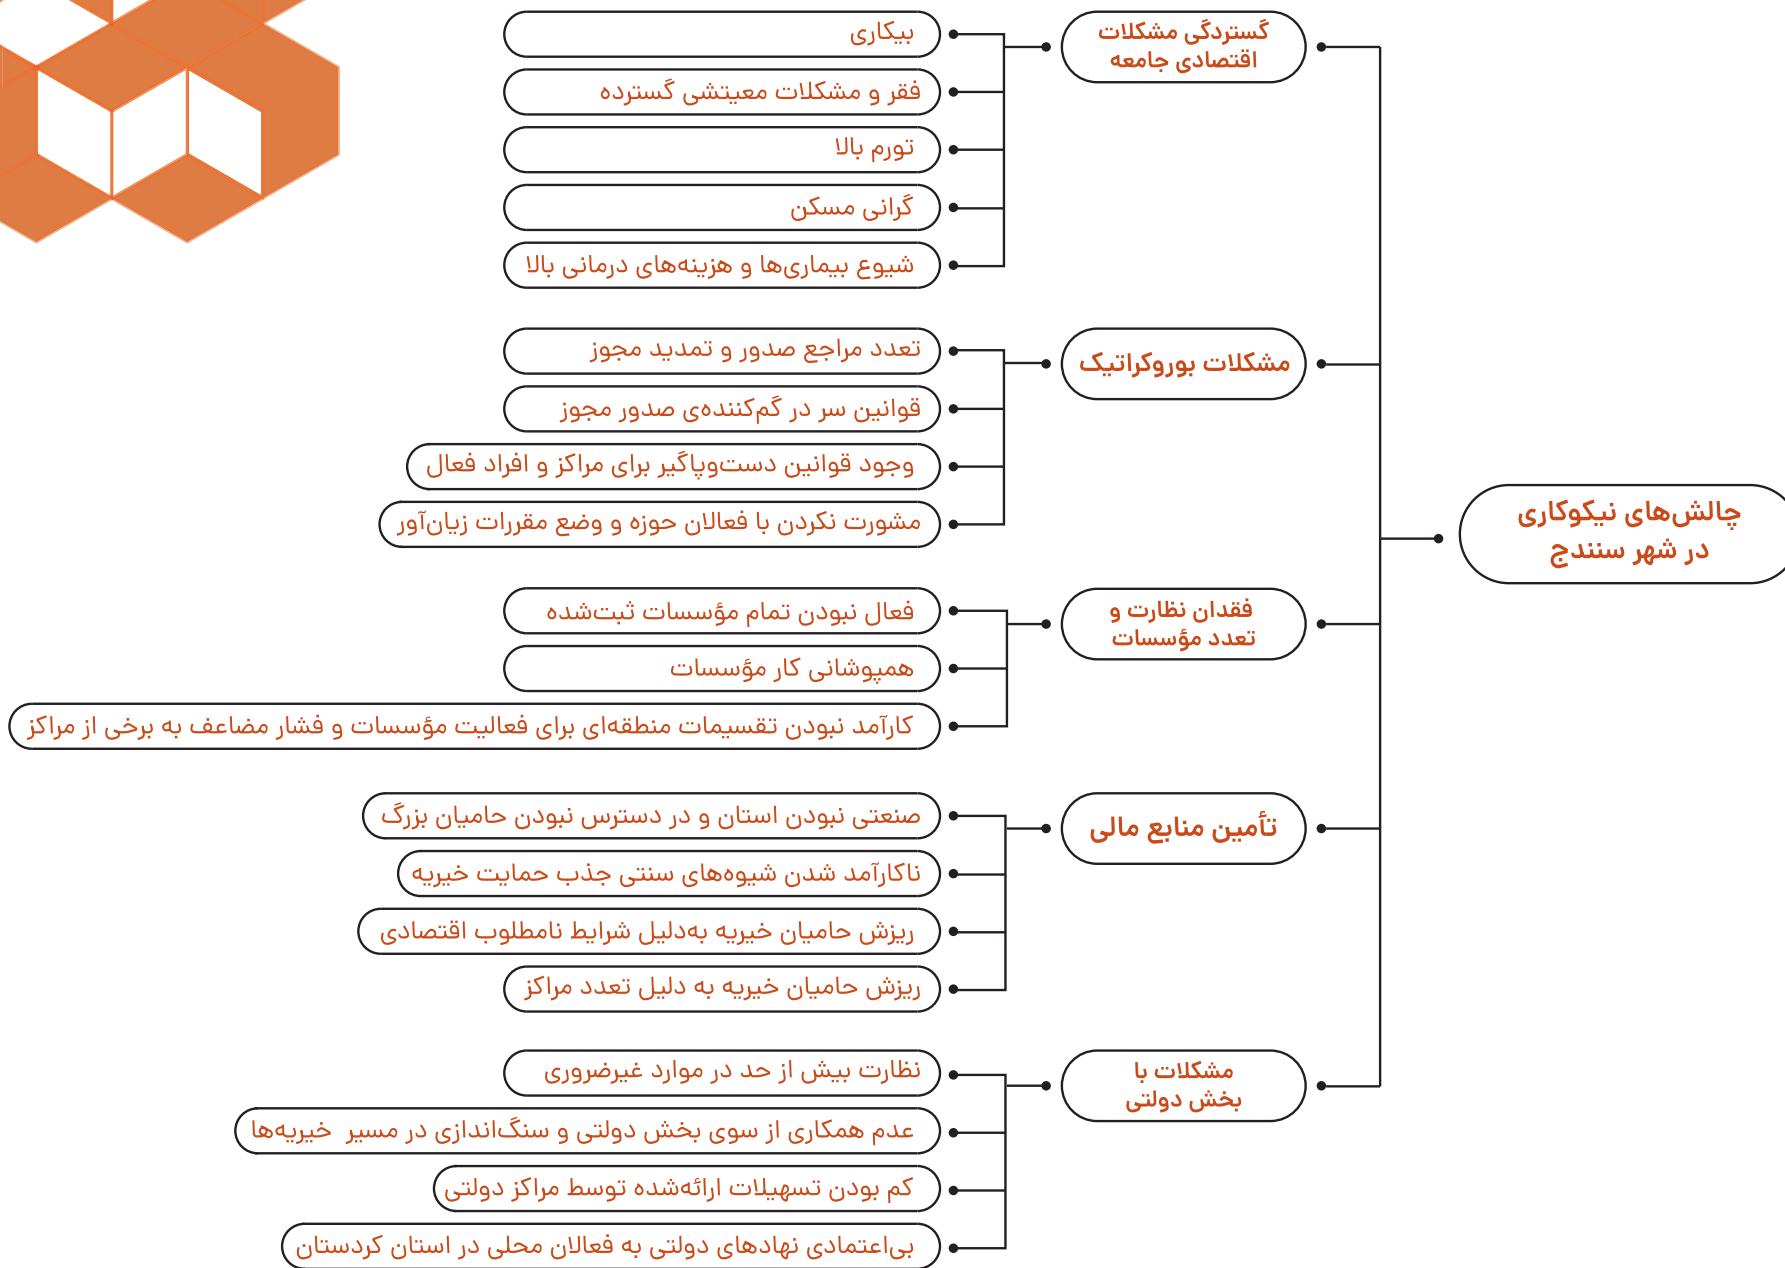 چالش‌های نیکوکاری
در شهر سنندج
گستردگی مشکلات
اقتصادی جامعه
بیکاری
فقر و مشکلات معیتشی گسترده
تورم بالا
گرانی مسکن
شیوع بیماری‌ها و هزینه‌های درمانی بالا
مشکلات بوروکراتیک
تعدد مراجع صدور و تمدید مجوز
قوانین سر در گم‌کننده‌ی صدور مجوز
وجود قوانین دست‌وپاگیر برای مراکز و افراد فعال
مشورت نکردن با فعالان حوزه و وضع مقررات زیان‌آور
فقدان نظارت و
تعدد مؤسسات
فعال نبودن تمام مؤسسات ثبت‌شده
همپوشانی کار مؤسسات
کارآمد نبودن تقسیمات منطقه‌ای برای فعالیت مؤسسات و فشار مضاعف به برخی از مراکز
تأمین منابع مالی
صنعتی نبودن استان و در دسترس نبودن حامیان بزرگ
ناکارآمد شدن شیوه‌های سنتی جذب حمایت خیریه
ریزش حامیان خیریه به‌دلیل شرایط نامطلوب اقتصادی
ریزش حامیان خیریه به دلیل تعدد مراکز
مشکلات با
بخش دولتی
نظارت بیش از حد در موارد غیرضروری
عدم همکاری از سوی بخش دولتی و سنگ‌اندازی در مسیر خیریه‌ها
کم بودن تسهیلات ارائه‌شده توسط مراکز دولتی
بی‌اعتمادی نهادهای دولتی به فعالان محلی در استان کردستان